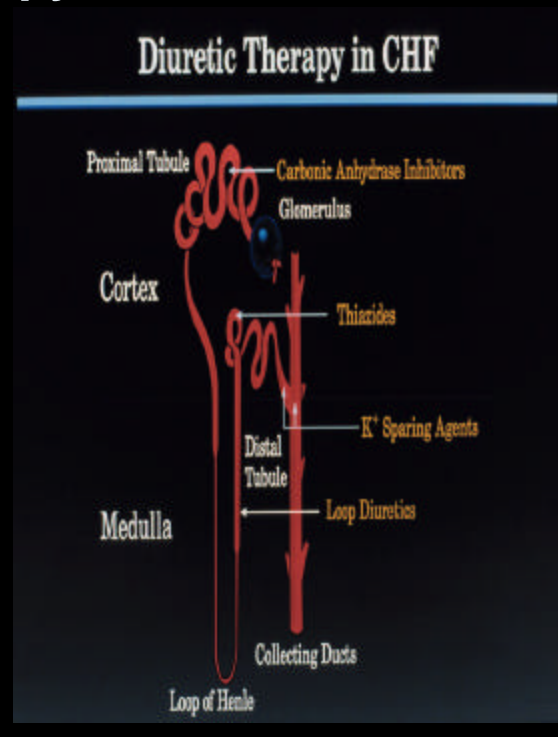 Diuretic Therapy in CHF
Proximal Tubule
Carbonic Anhydrase Inhibitors
Glomerulus
Cortex
Thiazides
K⁺ Sparing Agents
Distal
Tubule
Loop Diuretics
Medulla
Collecting Ducts
Loop of Henle